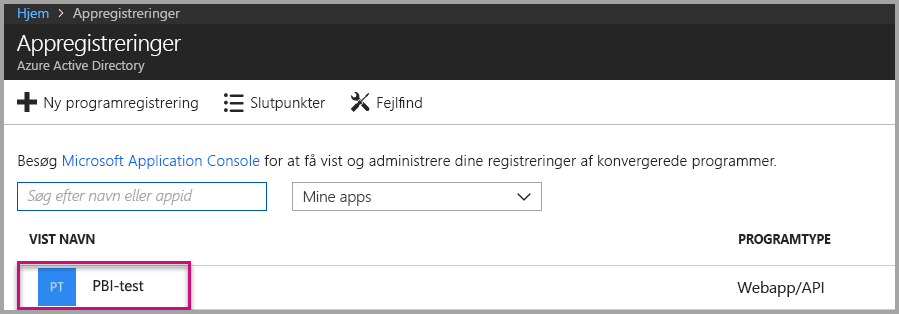 Hjem > Appregistreringer
Appregistreringer
Azure Active Directory
Ny programregistrering Slutpunkter Fejlfind
Besøg Microsoft Application Console for at få vist og administrere dine registreringer af konvergerede programmer.
Søg efter navn eller appid Mine apps
VIST NAVN PROGRAMTYPE
PT PBI-test Webapp/API